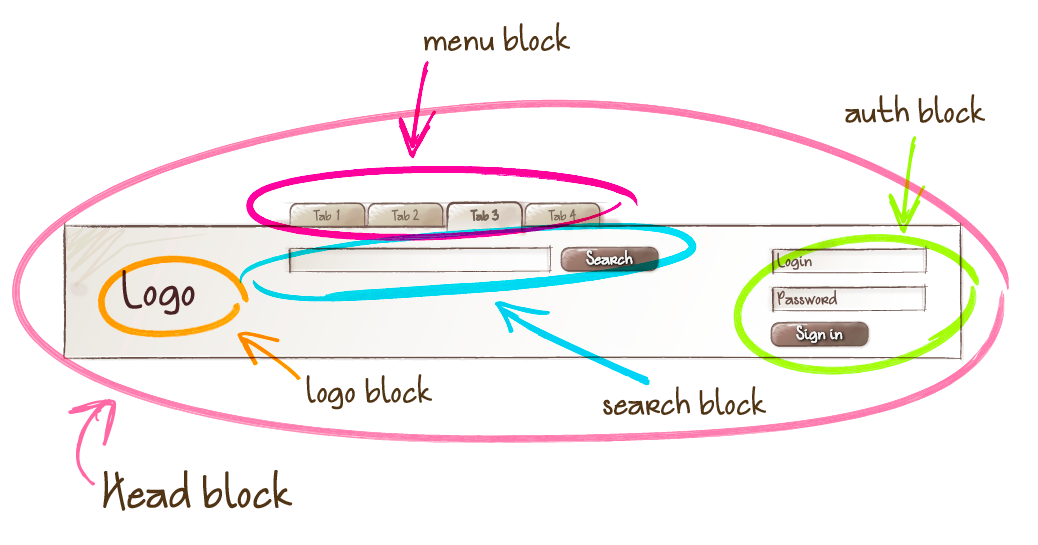 menu block
auth block
Tab 1
Tab 2
Tab 3
Tab 4
Search
Login
Logo
Password
Sign in
logo block
search block
Head block